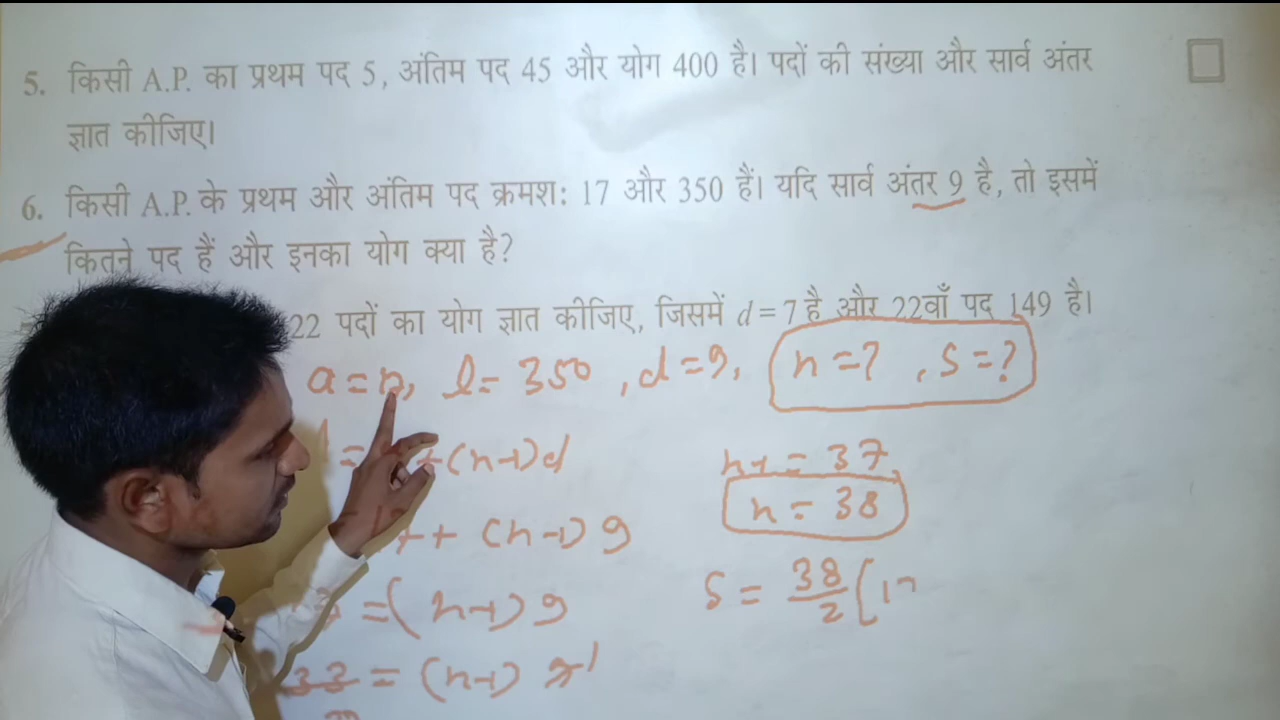 5. किसी A.P. का प्रथम पद 5, अंतिम पद 45 और योग 400 है। पदों की संख्या और सार्व अंतर
ज्ञात कीजिए।
6. किसी A.P. के प्रथम और अंतिम पद क्रमश: 17 और 350 हैं। यदि सार्व अंतर 9 है, तो इसमें
कितने पद हैं और इनका योग क्या है?
22 पदों का योग ज्ञात कीजिए, जिसमें d = 7 है और 22वाँ पद 149 है।
a = 17, l = 350 , d = 9, n = ? , S = ?
+ (n-1) d
+ (n-1) 9
= (n-1) 9
= (n-1)
n-1 = 37
n = 38
S = 38/2 ( 17